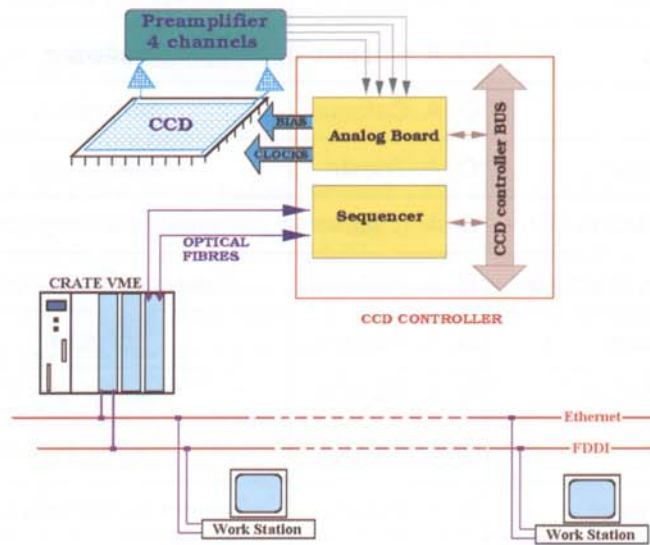 Preamplifier
4 channels
CCD
BIAS
CLOCKS
Analog Board
Sequencer
CCD controller BUS
OPTICAL
FIBRES
CRATE VME
CCD CONTROLLER
Ethernet
FDDI
Work Station
Work Station